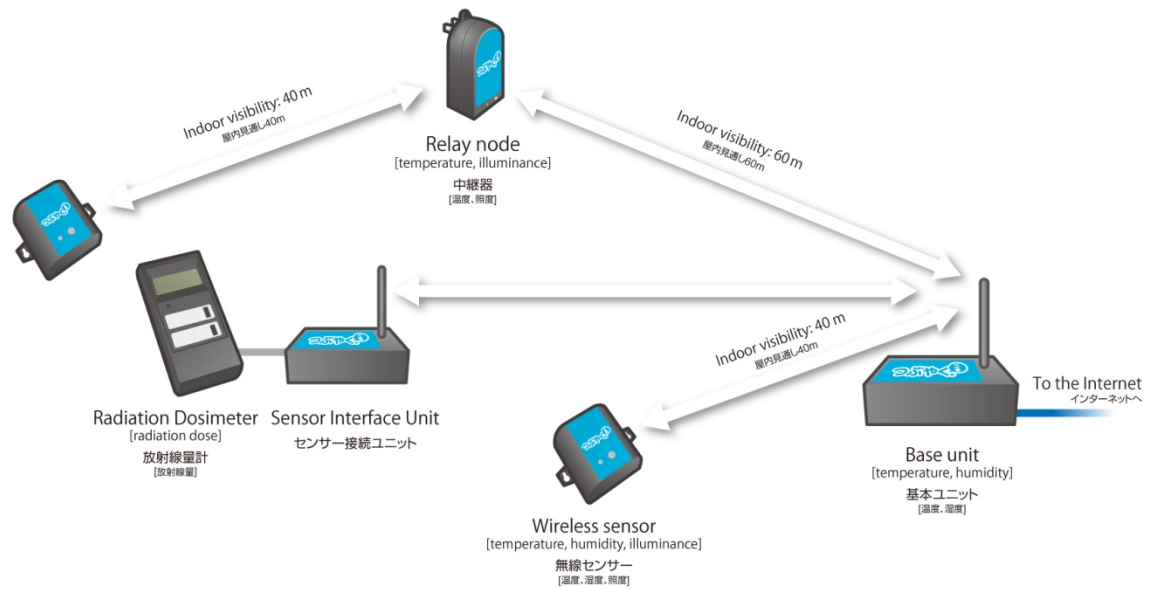 Indoor visibility: 40 m
屋内見通し40m
Relay node
[temperature, illuminance]
中継器
[温度、照度]
Indoor visibility: 60 m
屋内見通し60m
Indoor visibility: 40 m
屋内見通し40m
Radiation Dosimeter
[radiation dose]
放射線量計
[放射線量]
Sensor Interface Unit
センサー接続ユニット
Wireless sensor
[temperature, humidity, illuminance]
無線センサー
[温度、湿度、照度]
To the Internet
インターネットへ
Base unit
[temperature, humidity]
基本ユニット
[温度、湿度]